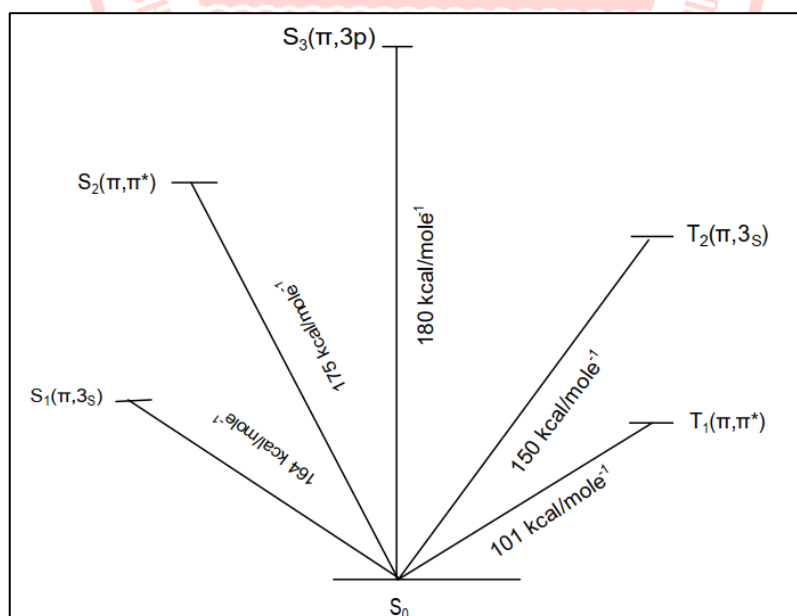 S₃(π,3p)
S₂(π,π*)
T₂(π,3s)
180 kcal/mole⁻¹
175 kcal/mole⁻¹
S₁(π,3s)
164 kcal/mole⁻¹
150 kcal/mole⁻¹
T₁(π,π*)
101 kcal/mole⁻¹
S₀